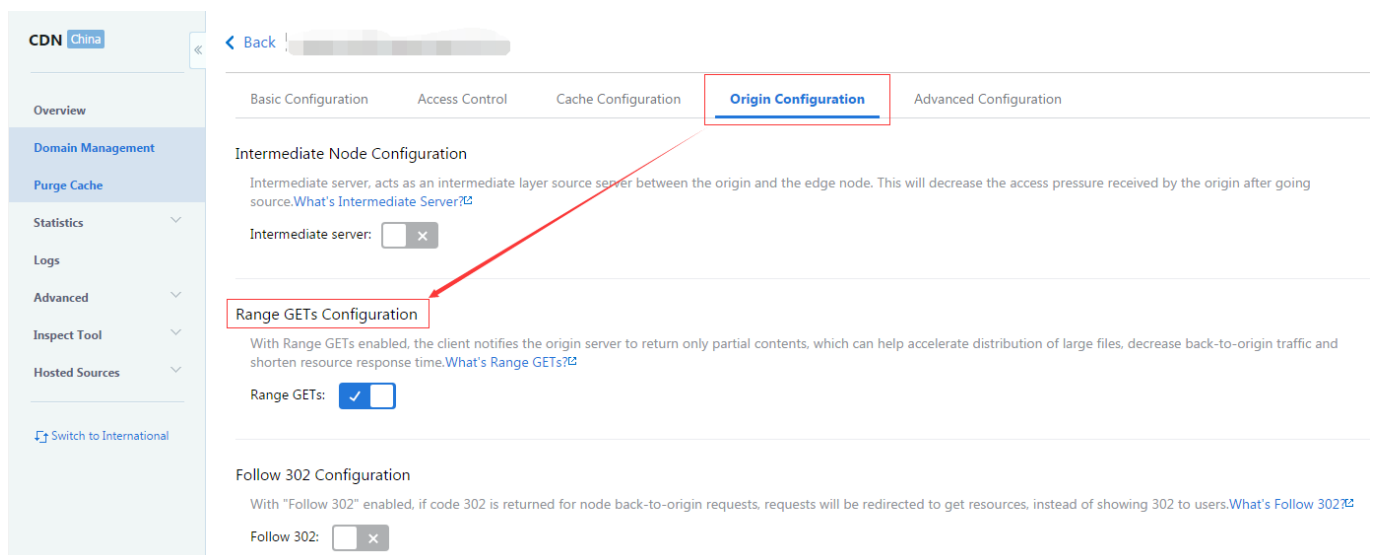 CDN China
Back
Basic Configuration Access Control Cache Configuration Origin Configuration Advanced Configuration
Overview
Domain Management
Purge Cache
Statistics
Logs
Advanced
Inspect Tool
Hosted Sources
Switch to International
Intermediate Node Configuration
Intermediate server, acts as an intermediate layer source server between the origin and the edge node. This will decrease the access pressure received by the origin after going
source.What's Intermediate Server?
Intermediate server:
Range GETs Configuration
With Range GETs enabled, the client notifies the origin server to return only partial contents, which can help accelerate distribution of large files, decrease back-to-origin traffic and
shorten resource response time.What's Range GETs?
Range GETs:
Follow 302 Configuration
With "Follow 302" enabled, if code 302 is returned for node back-to-origin requests, requests will be redirected to get resources, instead of showing 302 to users.What's Follow 302?
Follow 302: